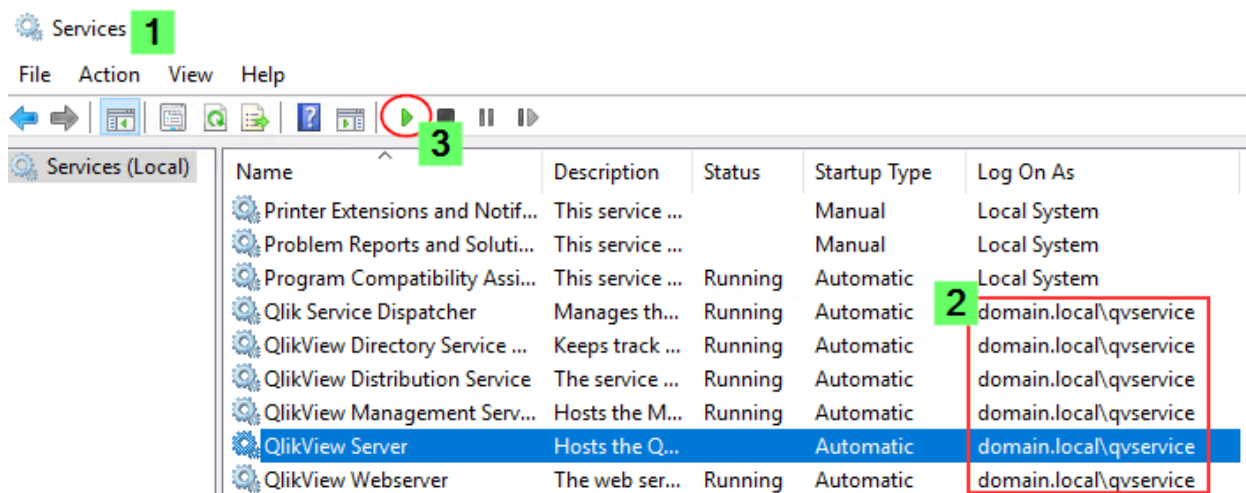 Services 1
File Action View Help
3
Services (Local)
Name Description Status Startup Type Log On As
Printer Extensions and Notif... This service ... Manual Local System
Problem Reports and Soluti... This service ... Manual Local System
Program Compatibility Assi... This service ... Running Automatic Local System
Qlik Service Dispatcher Manages th... Running Automatic 2 domain.local\qvservice
QlikView Directory Service ... Keeps track ... Running Automatic domain.local\qvservice
QlikView Distribution Service The service ... Running Automatic domain.local\qvservice
QlikView Management Serv... Hosts the M... Running Automatic domain.local\qvservice
QlikView Server Hosts the Q... Automatic domain.local\qvservice
QlikView Webserver The web ser... Running Automatic domain.local\qvservice